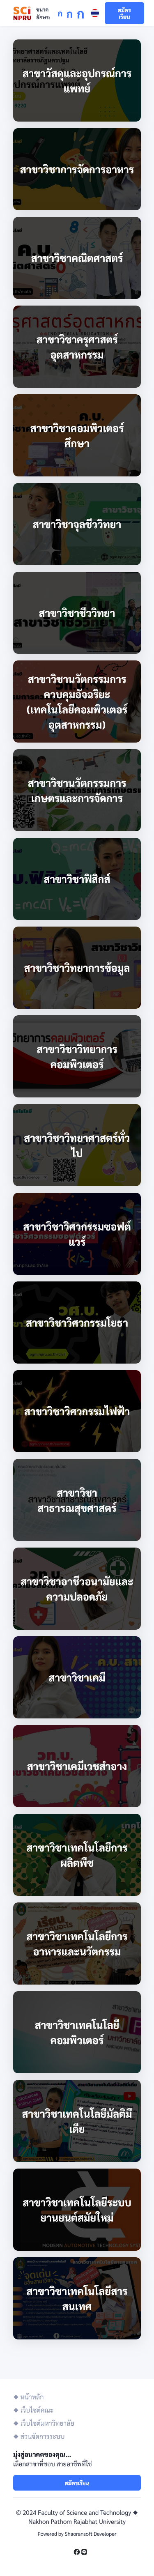 SCi
NPRU
ขนาด
อักษร:
ก ก ก
สมัคร
เรียน
สาขาวัสดุและอุปกรณ์การ
แพทย์
สาขาวิชาการจัดการอาหาร
สาขาวิชาคณิตศาสตร์
สาขาวิชาครุศาสตร์
อุตสาหกรรม
สาขาวิชาคอมพิวเตอร์
ศึกษา
สาขาวิชาจุลชีววิทยา
สาขาวิชาชีววิทยา
สาขาวิชานวัตกรรมการ
ควบคุมอัจฉริยะ
(เทคโนโลยีคอมพิวเตอร์
อุตสาหกรรม)
สาขาวิชานวัตกรรมการ
เกษตรและการจัดการ
สาขาวิชาฟิสิกส์
สาขาวิชาวิทยาการข้อมูล
สาขาวิชาวิทยาการ
คอมพิวเตอร์
สาขาวิชาวิทยาศาสตร์ทั่ว
ไป
สาขาวิชาวิศวกรรมซอฟต์
แวร์
สาขาวิชาวิศวกรรมโยธา
สาขาวิชาวิศวกรรมไฟฟ้า
สาขาวิชา
สาธารณสุขศาสตร์
สาขาวิชาอาชีวอนามัยและ
ความปลอดภัย
สาขาวิชาเคมี
สาขาวิชาเคมีเวชสำอาง
สาขาวิชาเทคโนโลยีการ
ผลิตพืช
สาขาวิชาเทคโนโลยีการ
อาหารและนวัตกรรม
สาขาวิชาเทคโนโลยี
คอมพิวเตอร์
สาขาวิชาเทคโนโลยีมัลติมี
เดีย
สาขาวิชาเทคโนโลยีระบบ
ยานยนต์สมัยใหม่
สาขาวิชาเทคโนโลยีสาร
สนเทศ
หน้าหลัก
เว็บไซต์คณะ
เว็บไซต์มหาวิทยาลัย
ส่วนจัดการระบบ
มุ่งสู่อนาคตของคุณ...
เลือกสาขาที่ชอบ สายอาชีพที่ใช่
สมัครเรียน
© 2024 Faculty of Science and Technology ◆
Nakhon Pathom Rajabhat University
Powered by Shaoransoft Developer